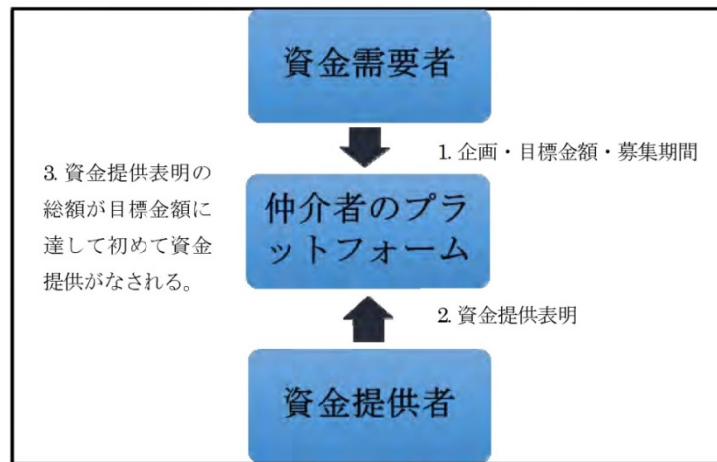 資金需要者
1. 企画・目標金額・募集期間
3. 資金提供表明の
総額が目標金額に
達して初めて資金
提供がなされる。
仲介者のプラ
ットフォーム
2. 資金提供表明
資金提供者